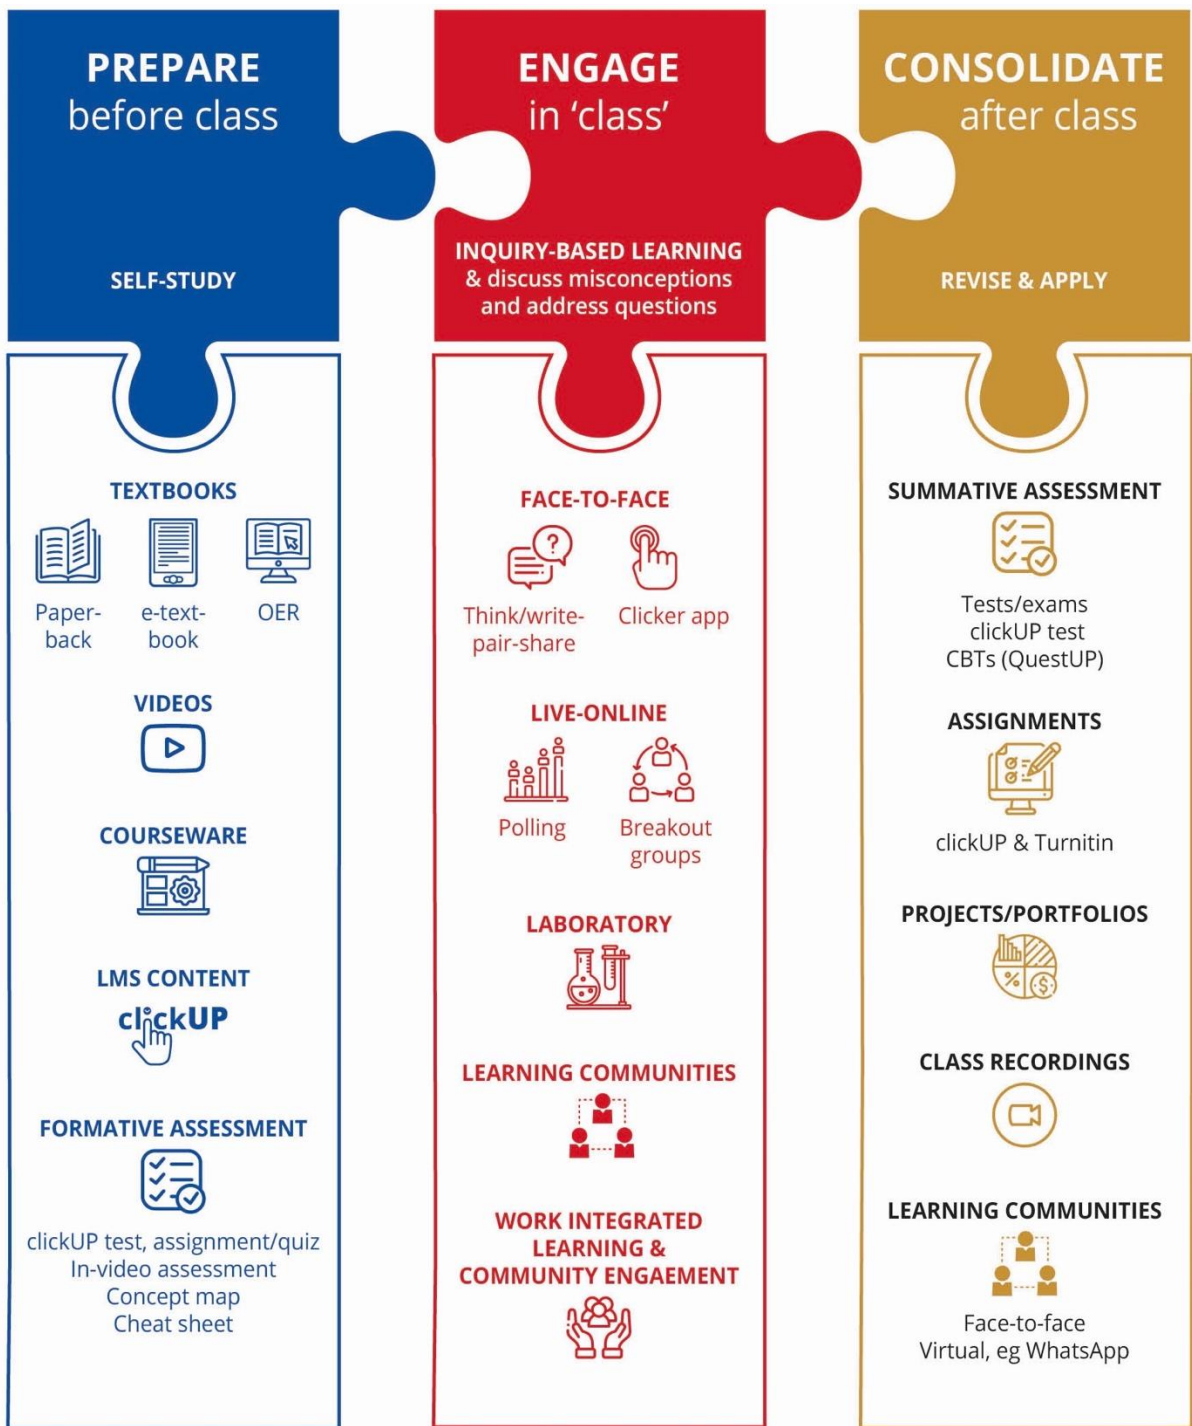 PREPARE
before class
SELF-STUDY
TEXTBOOKS
Paper-
back
e-text-
book
OER
VIDEOS
COURSEWARE
LMS CONTENT
clickUP
FORMATIVE ASSESSMENT
clickUP test, assignment/quiz
In-video assessment
Concept map
Cheat sheet
ENGAGE
in ‘class’
INQUIRY-BASED LEARNING
& discuss misconceptions
and address questions
FACE-TO-FACE
?
Think/write-
pair-share
Clicker app
LIVE-ONLINE
Polling
Breakout
groups
LABORATORY
LEARNING COMMUNITIES
WORK INTEGRATED
LEARNING &
COMMUNITY ENGAEMENT
CONSOLIDATE
after class
REVISE & APPLY
SUMMATIVE ASSESSMENT
Tests/exams
clickUP test
CBTs (QuestUP)
ASSIGNMENTS
clickUP & Turnitin
PROJECTS/PORTFOLIOS
% $
CLASS RECORDINGS
LEARNING COMMUNITIES
Face-to-face
Virtual, eg WhatsApp